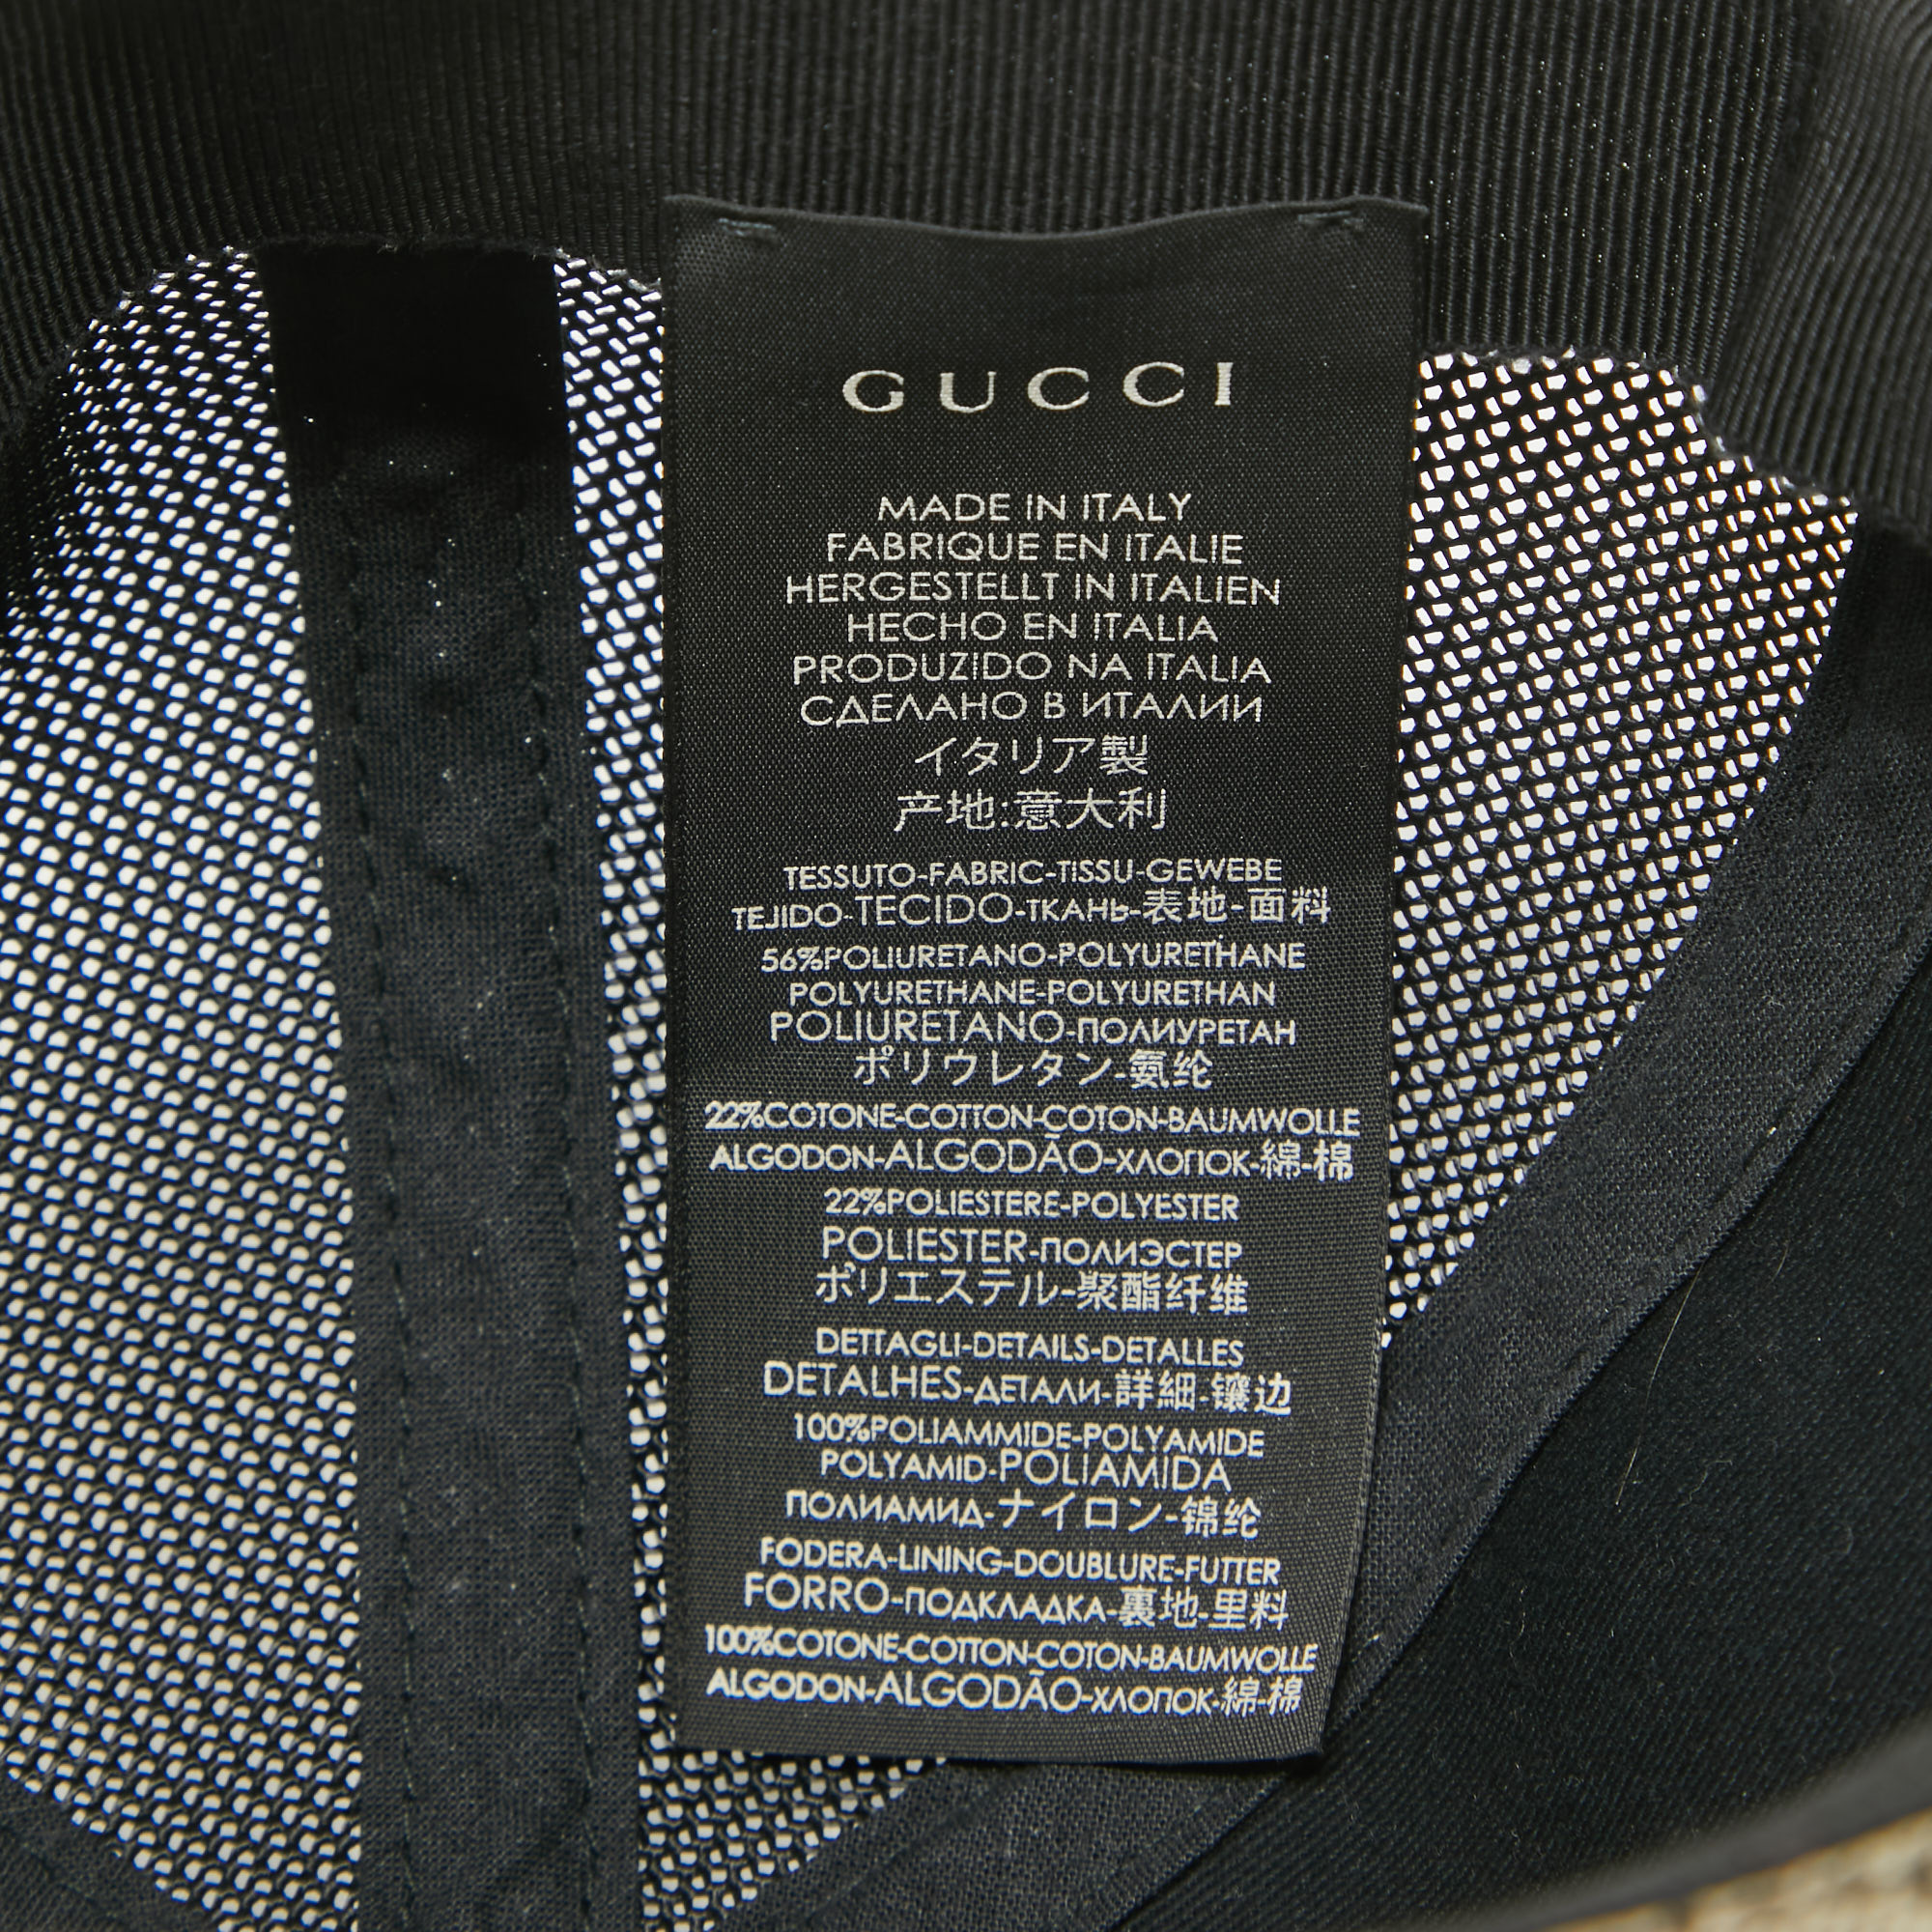 GUCCI
MADE IN ITALY
FABRIQUE EN ITALIE
HERGESTELLT IN ITALIEN
HECHO EN ITALIA
PRODUZIDO NA ITALIA
СДЕЛАНО В ИТАЛИИ
イタリア製
产地:意大利
TESSUTO-FABRIC-TISSU-GEWEBE
TEJIDO-TECIDO-ТКАНЬ-表地-面料
56%POLIURETANO-POLYURETHANE
POLYURETHANE-POLYURETHAN
POLIURETANO-ПОЛИУРЕТАН
ポリウレタン-氨纶
22%COTONE-COTTON-COTON-BAUMWOLLE
ALGODON-ALGODÃO-ХЛОПОК-綿-棉
22%POLIESTERE-POLYESTER
POLIESTER-ПОЛИЭСТЕР
ポリエステル-聚酯纤维
DETTAGLI-DETAILS-DETALLES
DETALHES-ДЕТАЛИ-詳細-镶边
100%POLIAMMIDE-POLYAMIDE
POLYAMID-POLIAMIDA
ПОЛИАМИД-ナイロン-锦纶
FODERA-LINING-DOUBLURE-FUTTER
FORRO-ПОДКЛАДКА-裏地-里料
100%COTONE-COTTON-COTON-BAUMWOLLE
ALGODON-ALGODÃO-ХЛОПОК-綿-棉